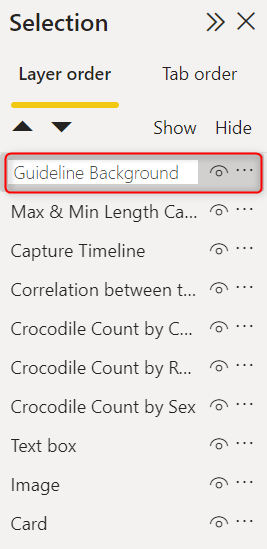 Selection
Layer order Tab order
Show Hide
Guideline Background
Max & Min Length Ca...
Capture Timeline
Correlation between t...
Crocodile Count by C...
Crocodile Count by R...
Crocodile Count by Sex
Text box
Image
Card